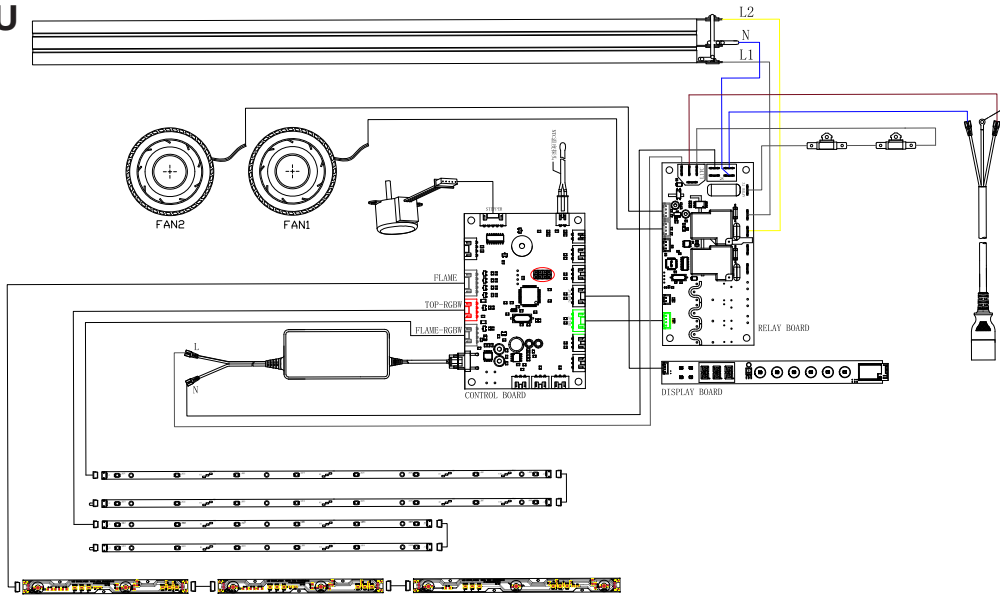 U
L2
N
L1
FAN2
FAN1
STEPPER
FLAME
TOP-RGBW
FLAME-RGBW
L
N
CONTROL BOARD
RELAY BOARD
DISPLAY BOARD